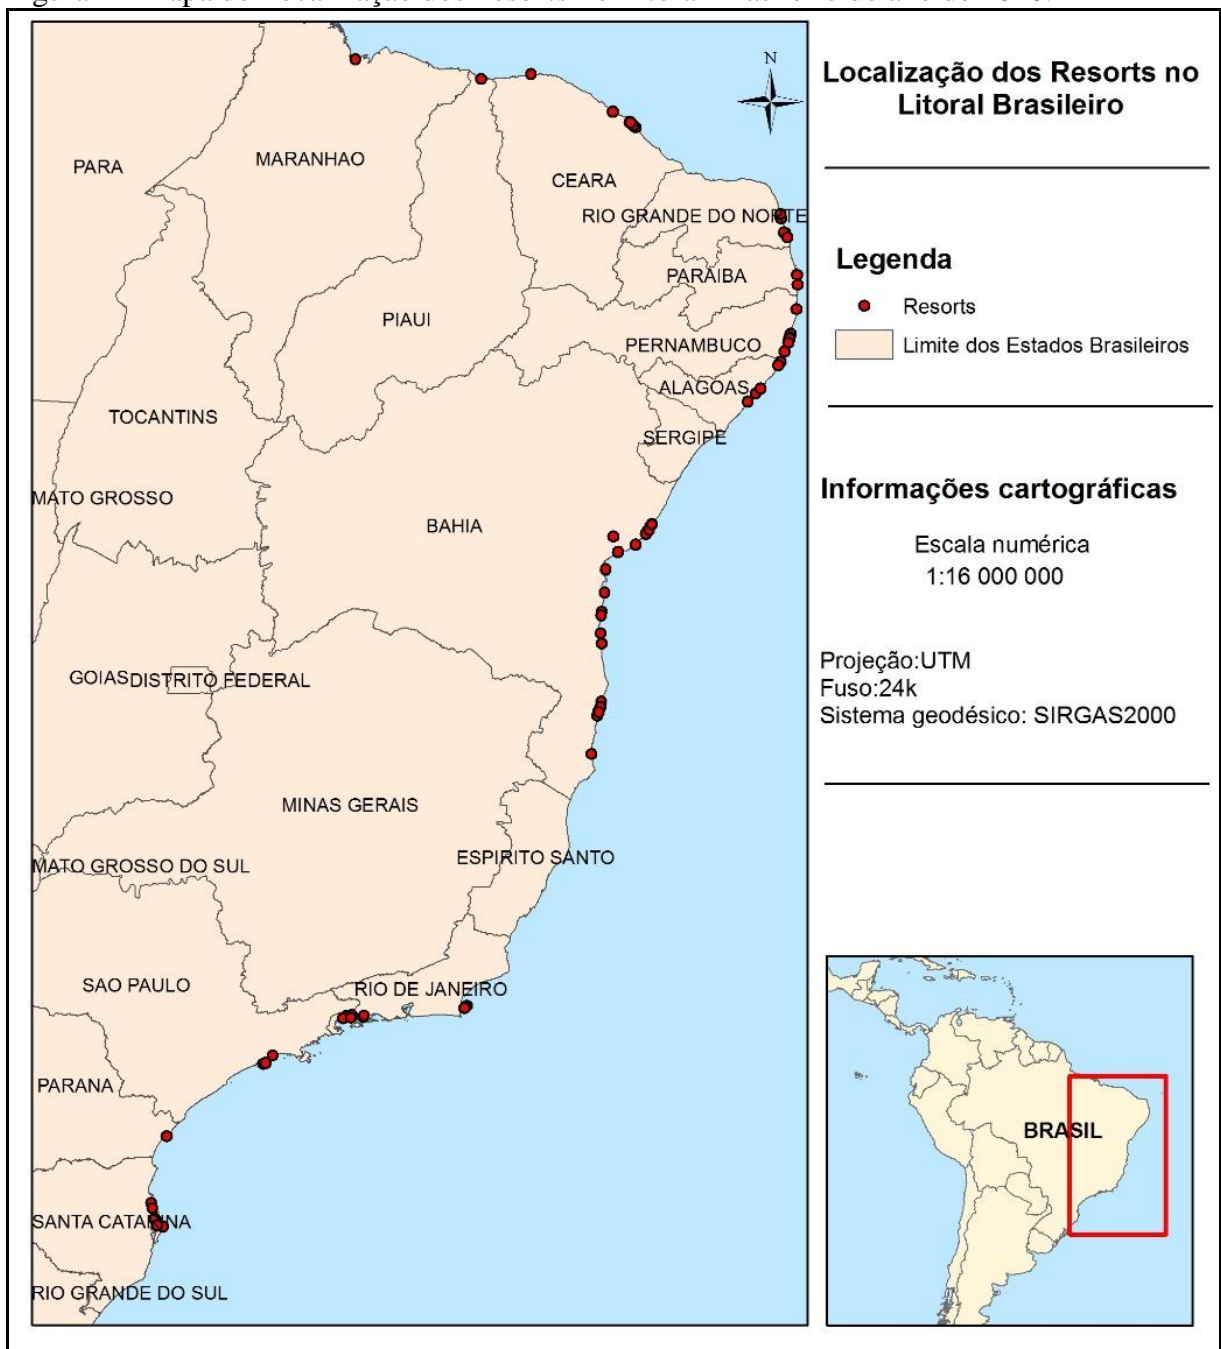 N
Localização dos Resorts no
Litoral Brasileiro
Legenda
Resorts
Limite dos Estados Brasileiros
Informações cartográficas
Escala numérica
1:16 000 000
Projeção:UTM
Fuso:24k
Sistema geodésico: SIRGAS2000
PARA
MARANHAO
CEARA
RIO GRANDE DO NORTE
PARAIBA
PIAUI
PERNAMBUCO
ALAGOAS
TOCANTINS
SERGIPE
MATO GROSSO
BAHIA
GOIAS
DISTRITO FEDERAL
MINAS GERAIS
ESPIRITO SANTO
MATO GROSSO DO SUL
SAO PAULO
RIO DE JANEIRO
PARANA
SANTA CATARINA
RIO GRANDE DO SUL
BRASIL